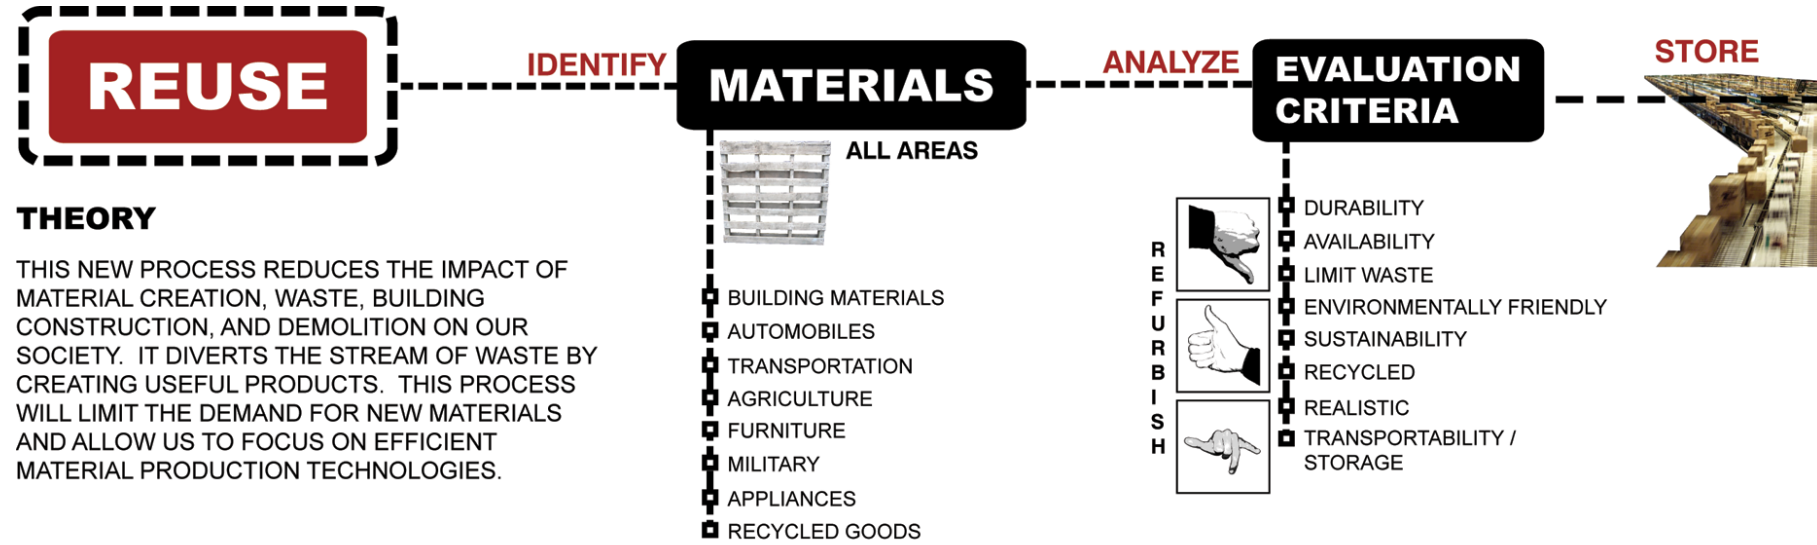 REUSE
IDENTIFY
MATERIALS
ANALYZE
EVALUATION
CRITERIA
STORE
THEORY
THIS NEW PROCESS REDUCES THE IMPACT OF
MATERIAL CREATION, WASTE, BUILDING
CONSTRUCTION, AND DEMOLITION ON OUR
SOCIETY.  IT DIVERTS THE STREAM OF WASTE BY
CREATING USEFUL PRODUCTS.  THIS PROCESS
WILL LIMIT THE DEMAND FOR NEW MATERIALS
AND ALLOW US TO FOCUS ON EFFICIENT
MATERIAL PRODUCTION TECHNOLOGIES.
ALL AREAS
BUILDING MATERIALS
AUTOMOBILES
TRANSPORTATION
AGRICULTURE
FURNITURE
MILITARY
APPLIANCES
RECYCLED GOODS
REFURBISH
DURABILITY
AVAILABILITY
LIMIT WASTE
ENVIRONMENTALLY FRIENDLY
SUSTAINABILITY
RECYCLED
REALISTIC
TRANSPORTABILITY /
STORAGE